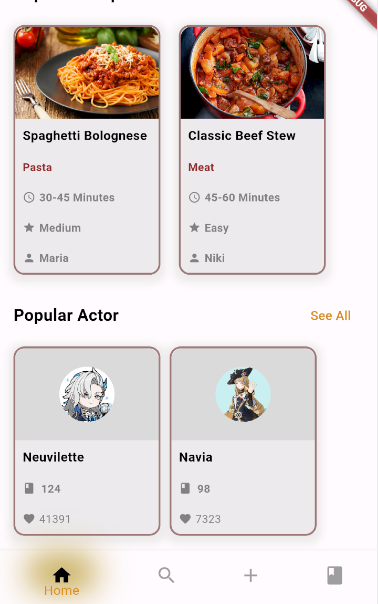 Spaghetti Bolognese
Classic Beef Stew
Pasta
Meat
30-45 Minutes
45-60 Minutes
Medium
Easy
Maria
Niki
Popular Actor
See All
Neuvilette
Navia
124
98
41391
7323
Home